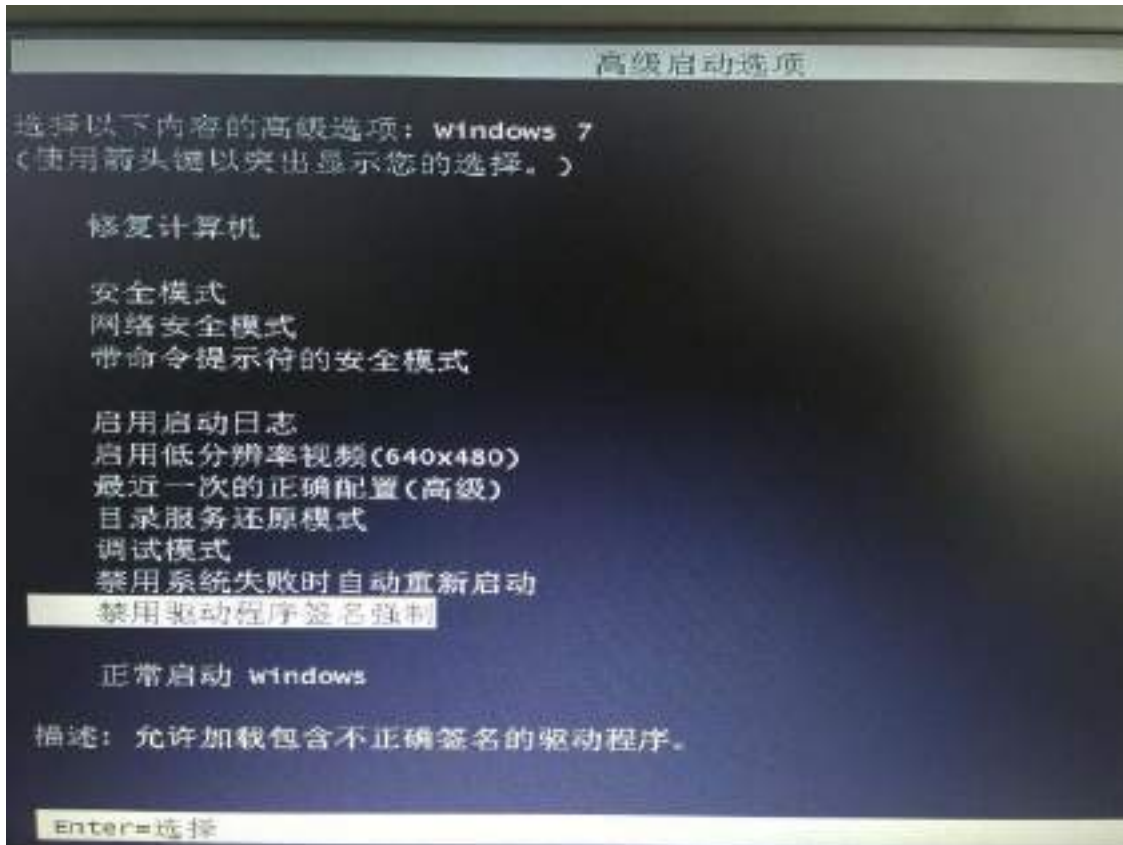 高级启动选项
选择以下内容的高级选项: Windows 7
(使用箭头键以突出显示您的选择。)
修复计算机
安全模式
网络安全模式
带命令提示符的安全模式
启用启动日志
启用低分辨率视频(640x480)
最近一次的正确配置(高级)
目录服务还原模式
调试模式
禁用系统失败时自动重新启动
禁用驱动程序签名强制
正常启动 Windows
描述: 允许加载包含不正确签名的驱动程序。
Enter=选择